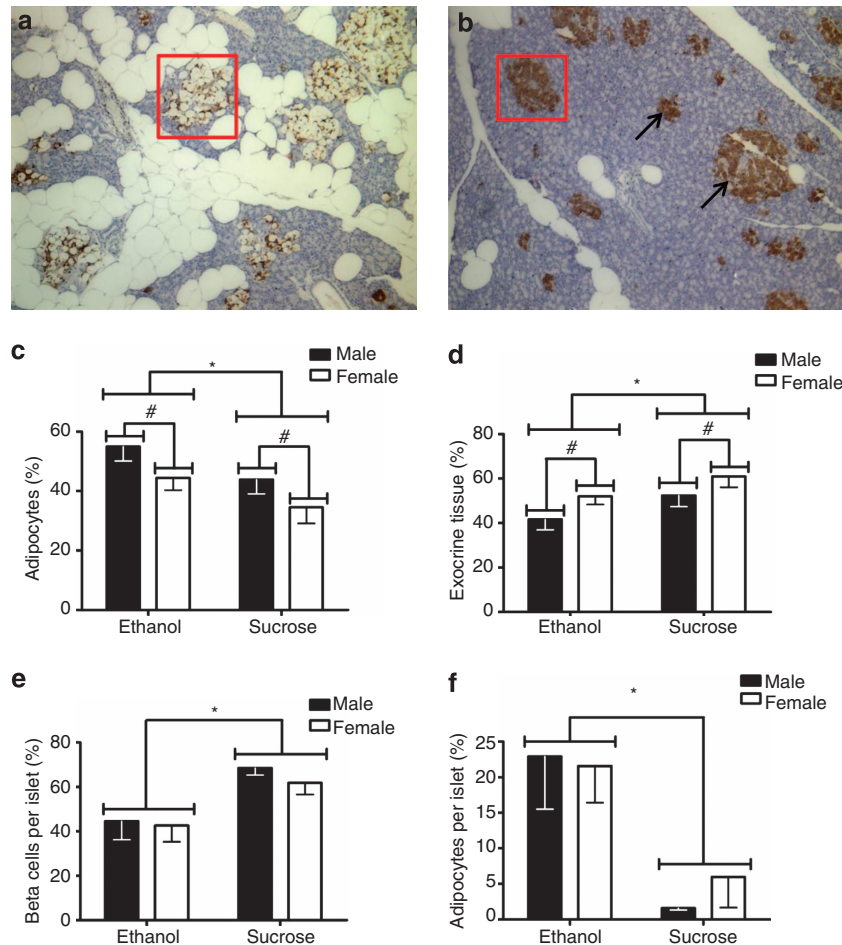 a
b
c
Male
Female
*
#
#
Adipocytes (%)
60
40
20
0
Ethanol
Sucrose
d
Male
Female
*
#
#
Exocrine tissue (%)
80
60
40
20
0
Ethanol
Sucrose
e
Male
Female
*
Beta cells per islet (%)
80
60
40
20
0
Ethanol
Sucrose
f
Male
Female
*
Adipocytes per islet (%)
25
20
15
10
5
0
Ethanol
Sucrose